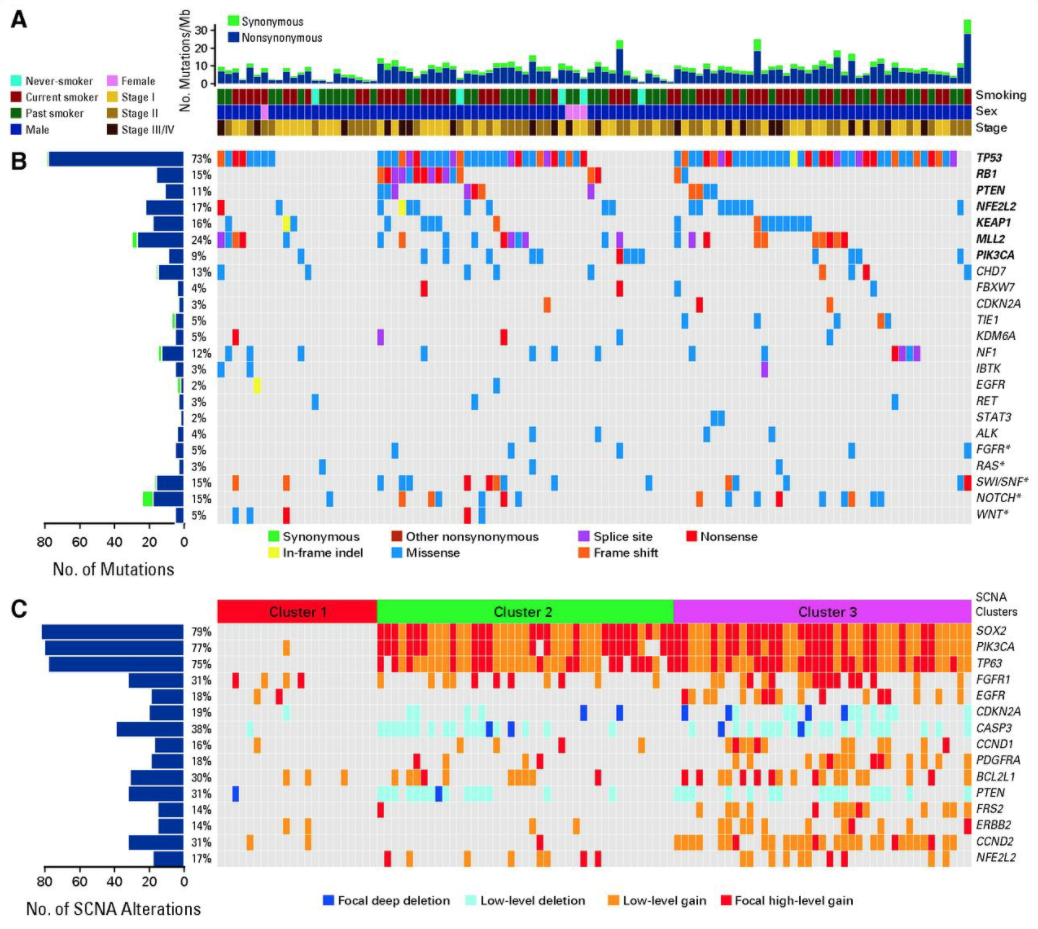 A
No. Mutations/Mb
30
20
10
0
Synonymous
Nonsynonymous
Never-smoker Female
Current smoker Stage I
Past smoker Stage II
Male Stage III/IV
Smoking
Sex
Stage
B
73% TP53
15% RB1
11% PTEN
17% NFE2L2
16% KEAP1
24% MLL2
9% PIK3CA
13% CHD7
4% FBXW7
3% CDKN2A
5% TIE1
5% KDM6A
12% NF1
3% IBTK
2% EGFR
3% RET
2% STAT3
4% ALK
5% FGFR*
3% RAS*
15% SWI/SNF*
15% NOTCH*
5% WNT*
80 60 40 20 0
No. of Mutations
Synonymous Other nonsynonymous Splice site Nonsense
In-frame indel Missense Frame shift
C
Cluster 1 Cluster 2 Cluster 3
SCNA
Clusters
79% SOX2
77% PIK3CA
75% TP63
31% FGFR1
18% EGFR
19% CDKN2A
38% CASP3
16% CCND1
18% PDGFRA
30% BCL2L1
31% PTEN
14% FRS2
14% ERBB2
31% CCND2
17% NFE2L2
80 60 40 20 0
No. of SCNA Alterations
Focal deep deletion Low-level deletion Low-level gain Focal high-level gain